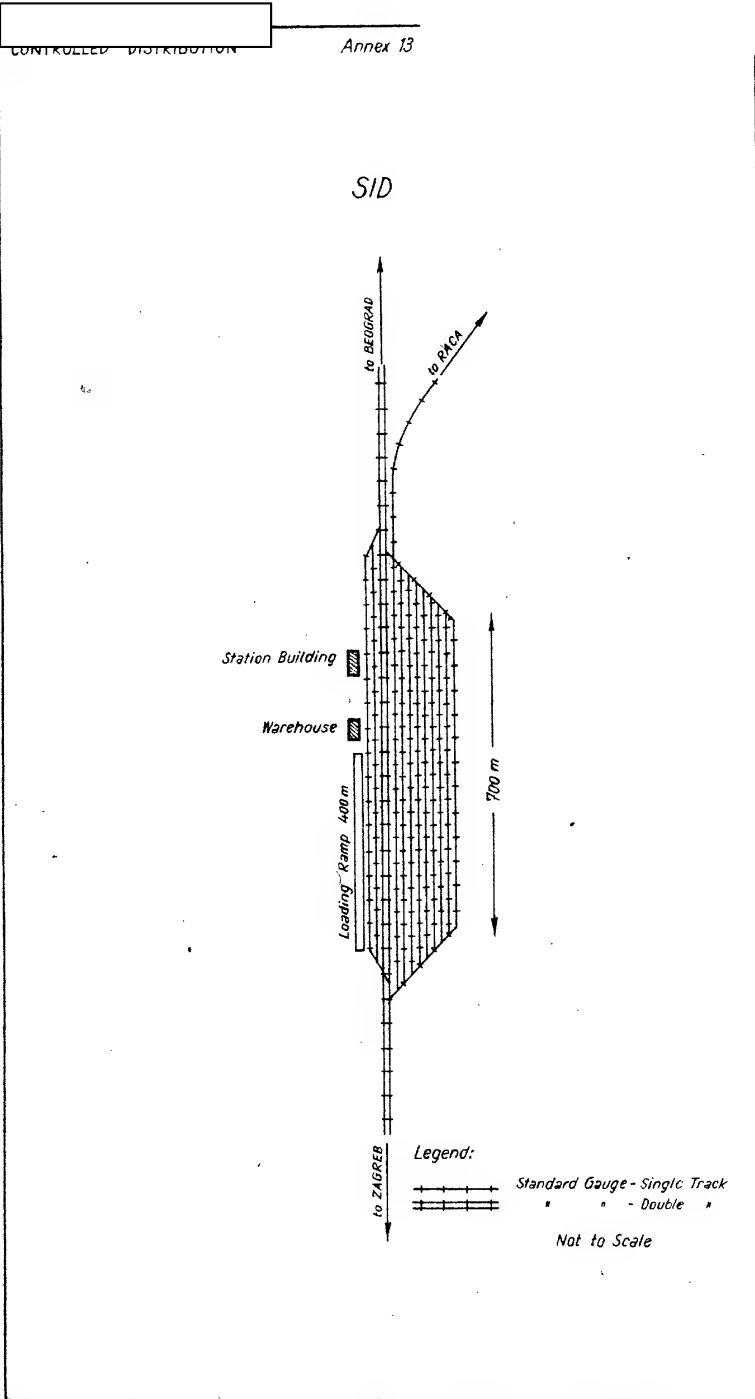 CONTROLLED DISTRIBUTION
Annex 13
SID
to BEOGRAD
to RACA
Station Building
Warehouse
Loading Ramp 400m
700 m
to ZAGREB
Legend:
Standard Gauge - Single Track
" " - Double "
Not to Scale